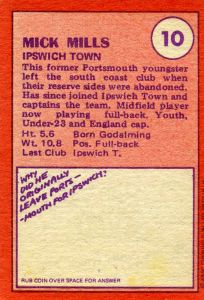 MICK MILLS
10
IPSWICH TOWN
This former Portsmouth youngster
left the south coast club when
their reserve sides were abandoned.
Has since joined Ipswich Town and
captains the team. Midfield player
now playing full-back. Youth,
Under-23 and England cap.
Ht. 5.6 Born Godalming
Wt. 10.8 Pos. Full-back
Last Club Ipswich T.
WHY
DID HE
ORIGINALLY
LEAVE PORTS—
—MOUTH FOR IPSWICH?
RUB COIN OVER SPACE FOR ANSWER